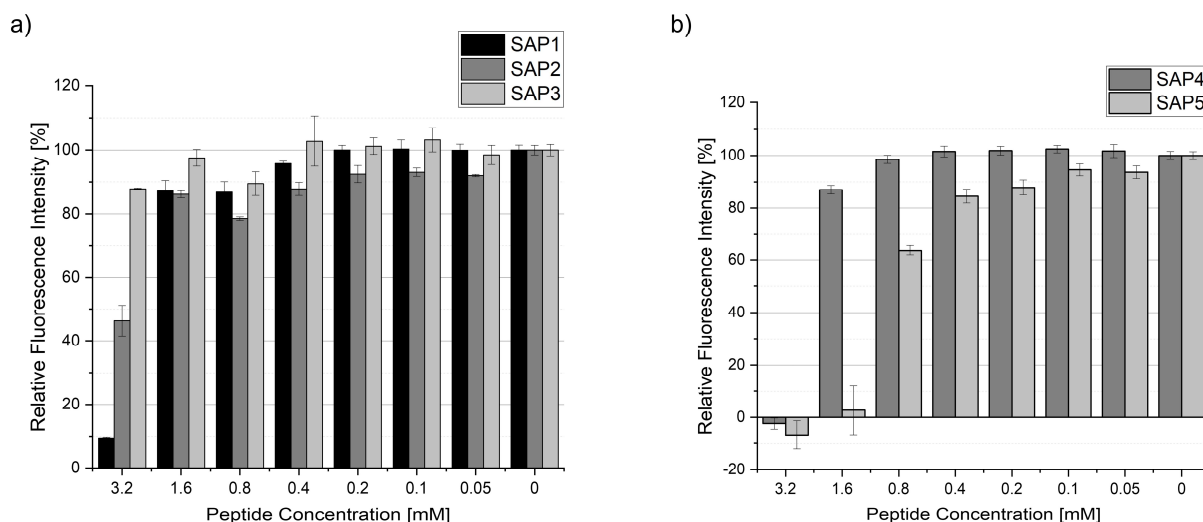 a)
SAP1
SAP2
SAP3
Relative Fluorescence Intensity [%]
120
100
80
60
40
20
0
3.2 1.6 0.8 0.4 0.2 0.1 0.05 0
Peptide Concentration [mM]
b)
SAP4
SAP5
Relative Fluorescence Intensity [%]
120
100
80
60
40
20
0
-20
3.2 1.6 0.8 0.4 0.2 0.1 0.05 0
Peptide Concentration [mM]